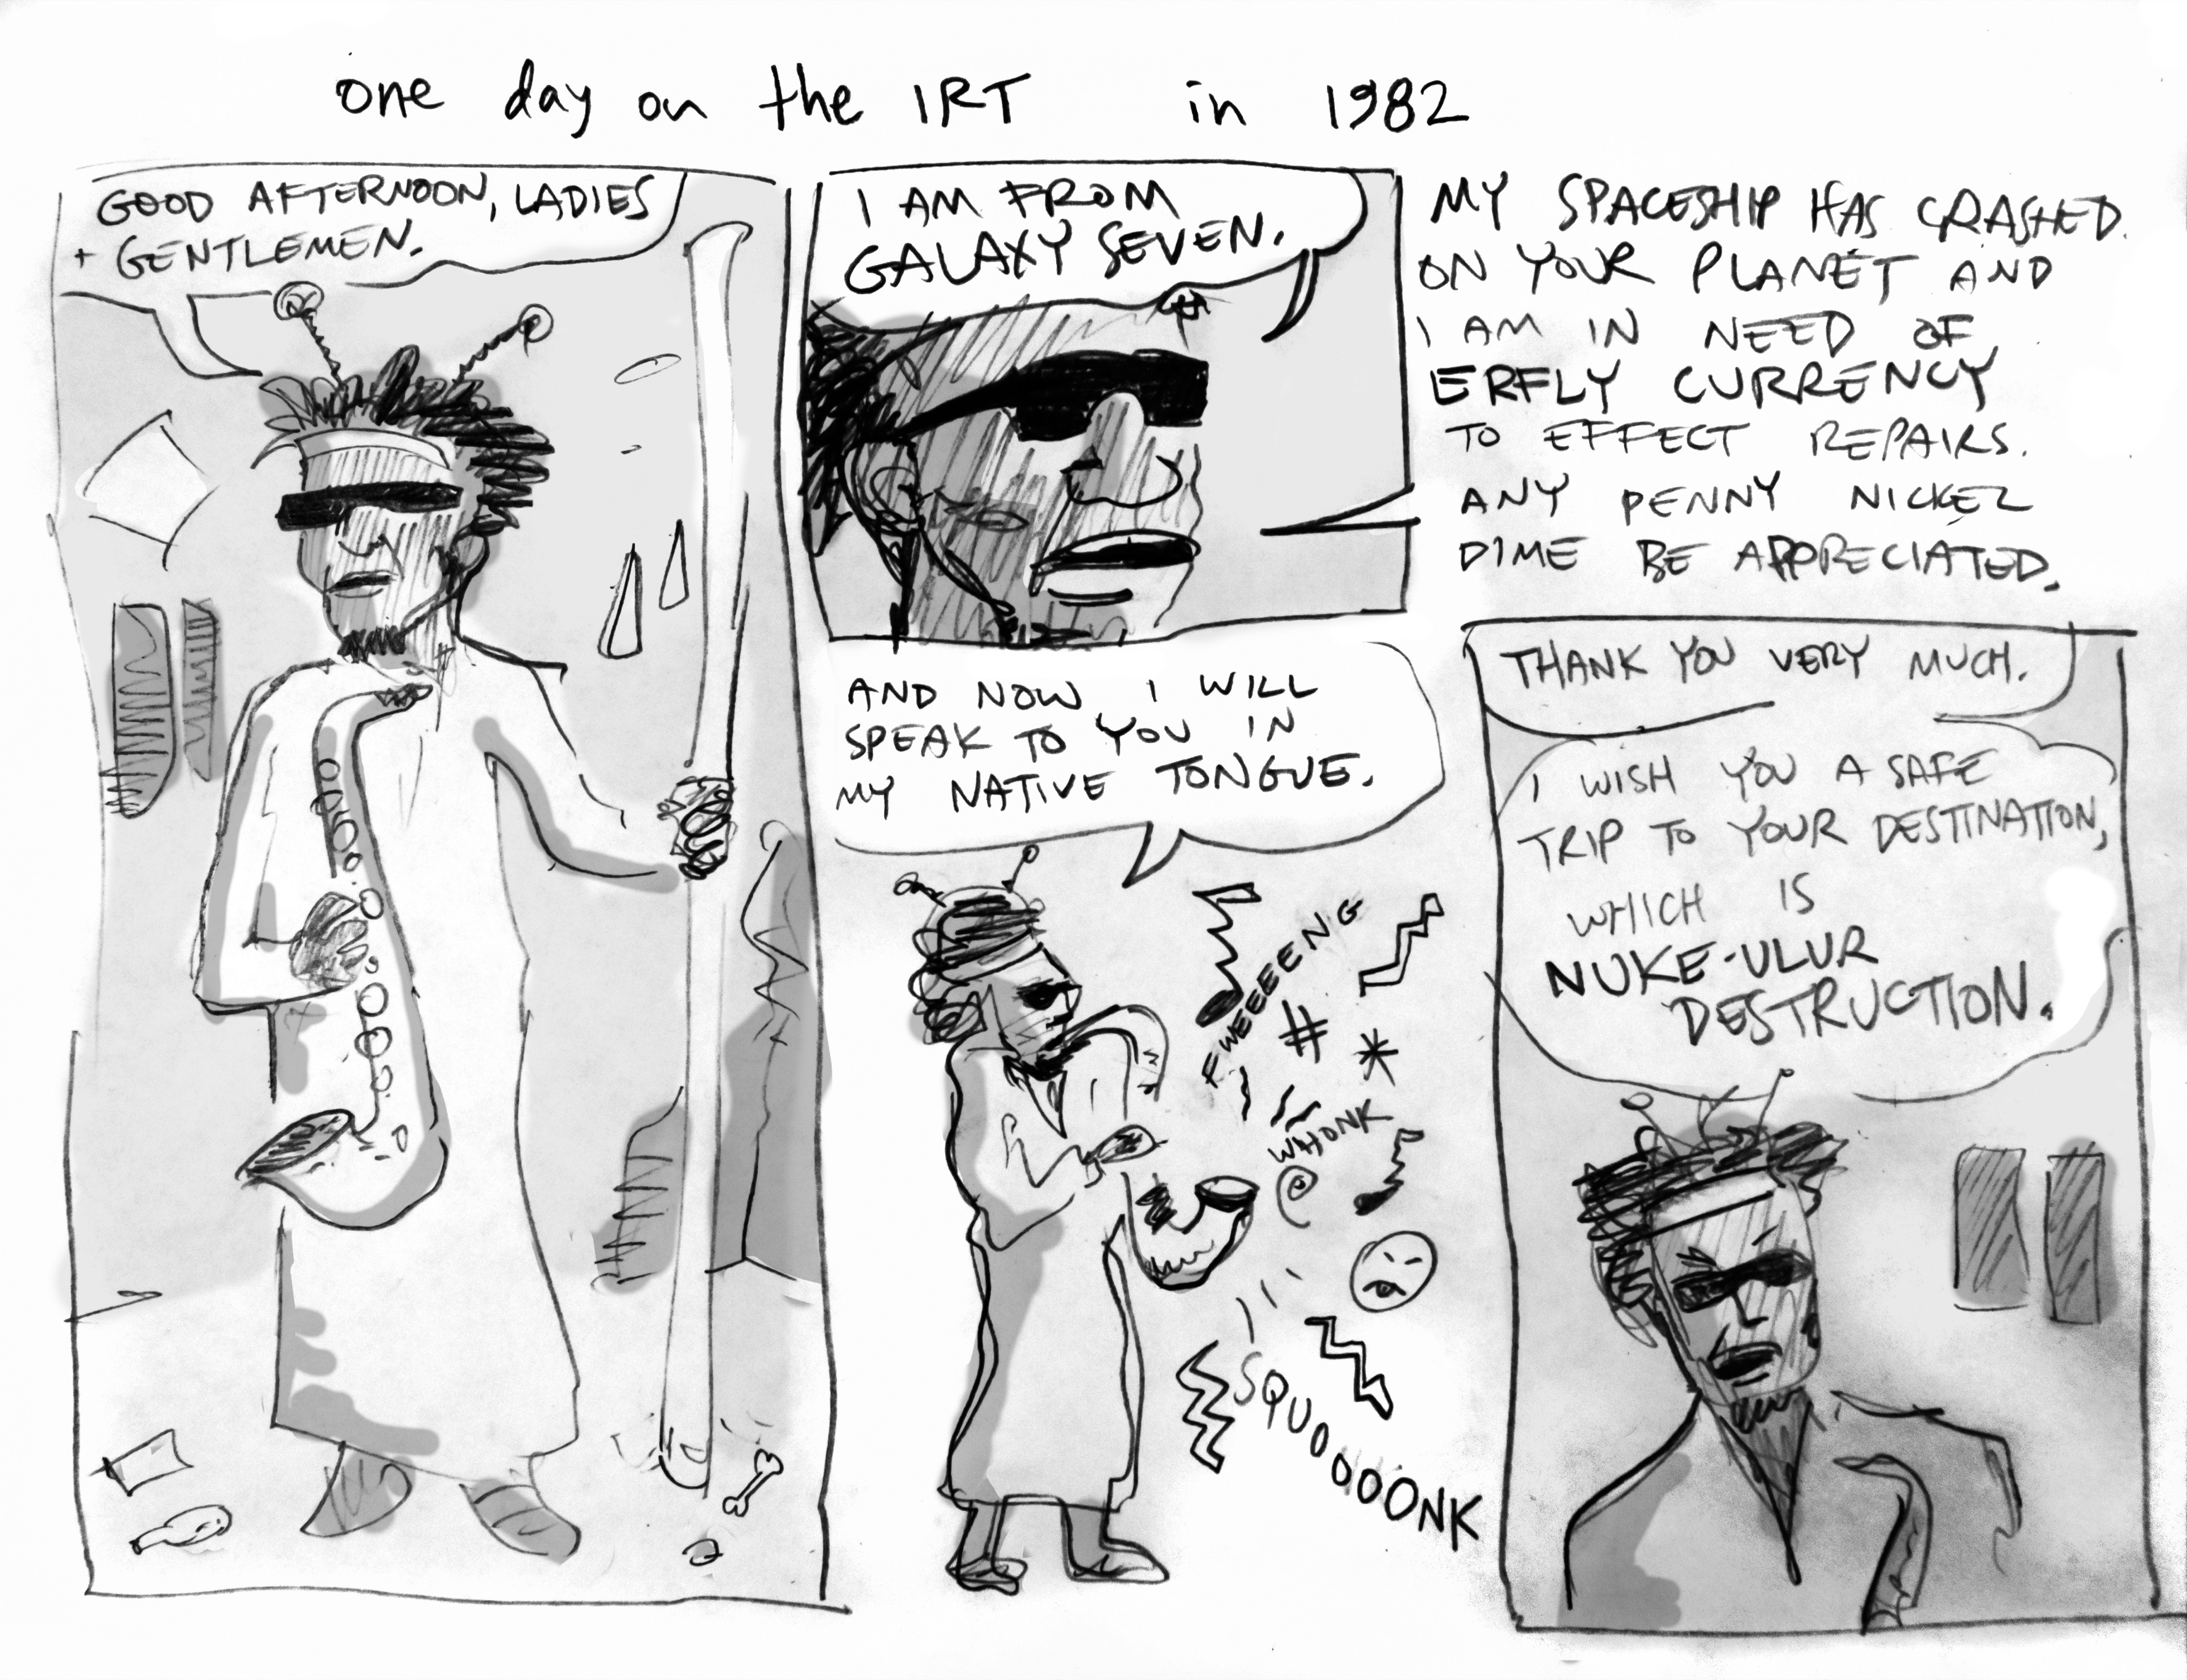 one day on the IRT in 1982
GOOD AFTERNOON, LADIES
+ GENTLEMEN.
I AM FROM
GALAXY SEVEN.
MY SPACESHIP HAS CRASHED
ON YOUR PLANET AND
I AM IN NEED OF
ERFLY CURRENCY
TO EFFECT REPAIRS.
ANY PENNY NICKEL
DIME BE APPRECIATED.
AND NOW I WILL
SPEAK TO YOU IN
MY NATIVE TONGUE.
FWEEEENG
# *
WHONK
@
SQUOOOOONK
THANK YOU VERY MUCH.
I WISH YOU A SAFE
TRIP TO YOUR DESTINATION,
WHICH IS
NUKE-ULUR
DESTRUCTION.